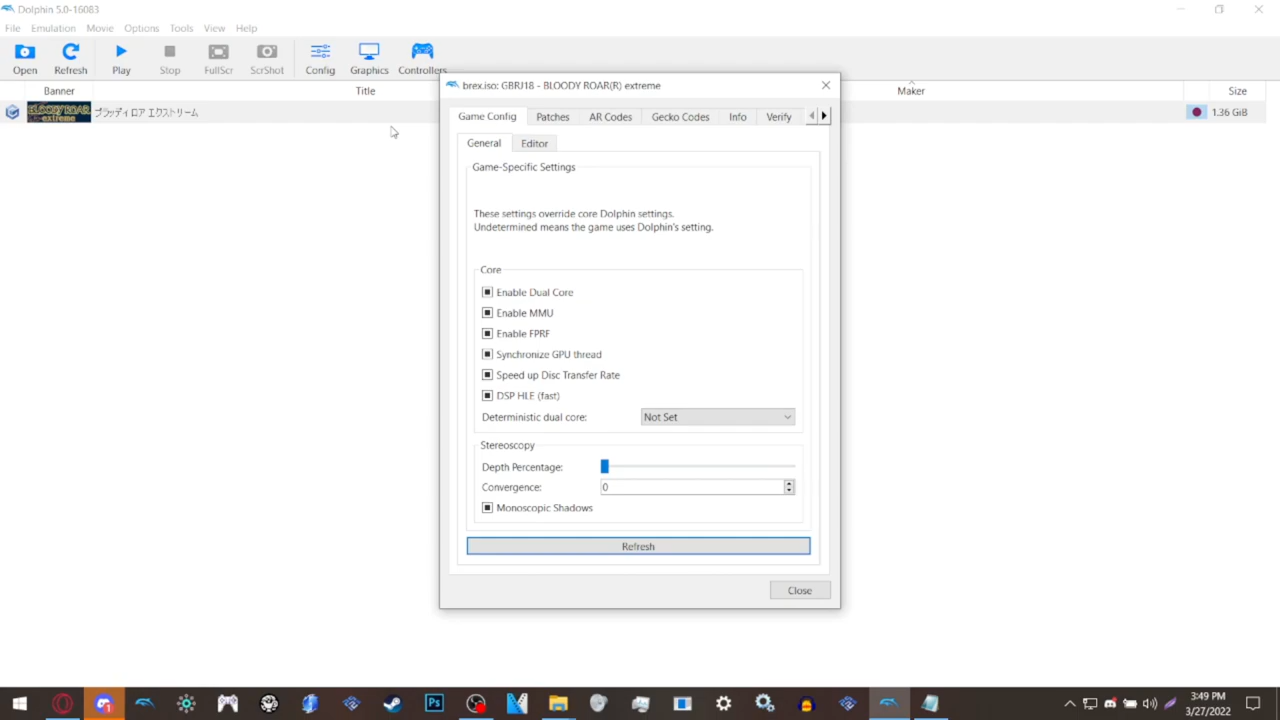 Dolphin 5.0-16083
File Emulation Movie Options Tools View Help
Open Refresh Play Stop FullScr ScrShot Config Graphics Controllers
Banner Title Maker Size
BLOODY ROAR extreme ブラッディロア エクストリーム 1.36 GiB
brex.iso: GBRJ18 - BLOODY ROAR(R) extreme
Game Config Patches AR Codes Gecko Codes Info Verify
General Editor
Game-Specific Settings
These settings override core Dolphin settings.
Undetermined means the game uses Dolphin's setting.
Core
Enable Dual Core
Enable MMU
Enable FPRF
Synchronize GPU thread
Speed up Disc Transfer Rate
DSP HLE (fast)
Deterministic dual core: Not Set
Stereoscopy
Depth Percentage:
Convergence: 0
Monoscopic Shadows
Refresh
Close
Ps
3:49 PM
3/27/2022